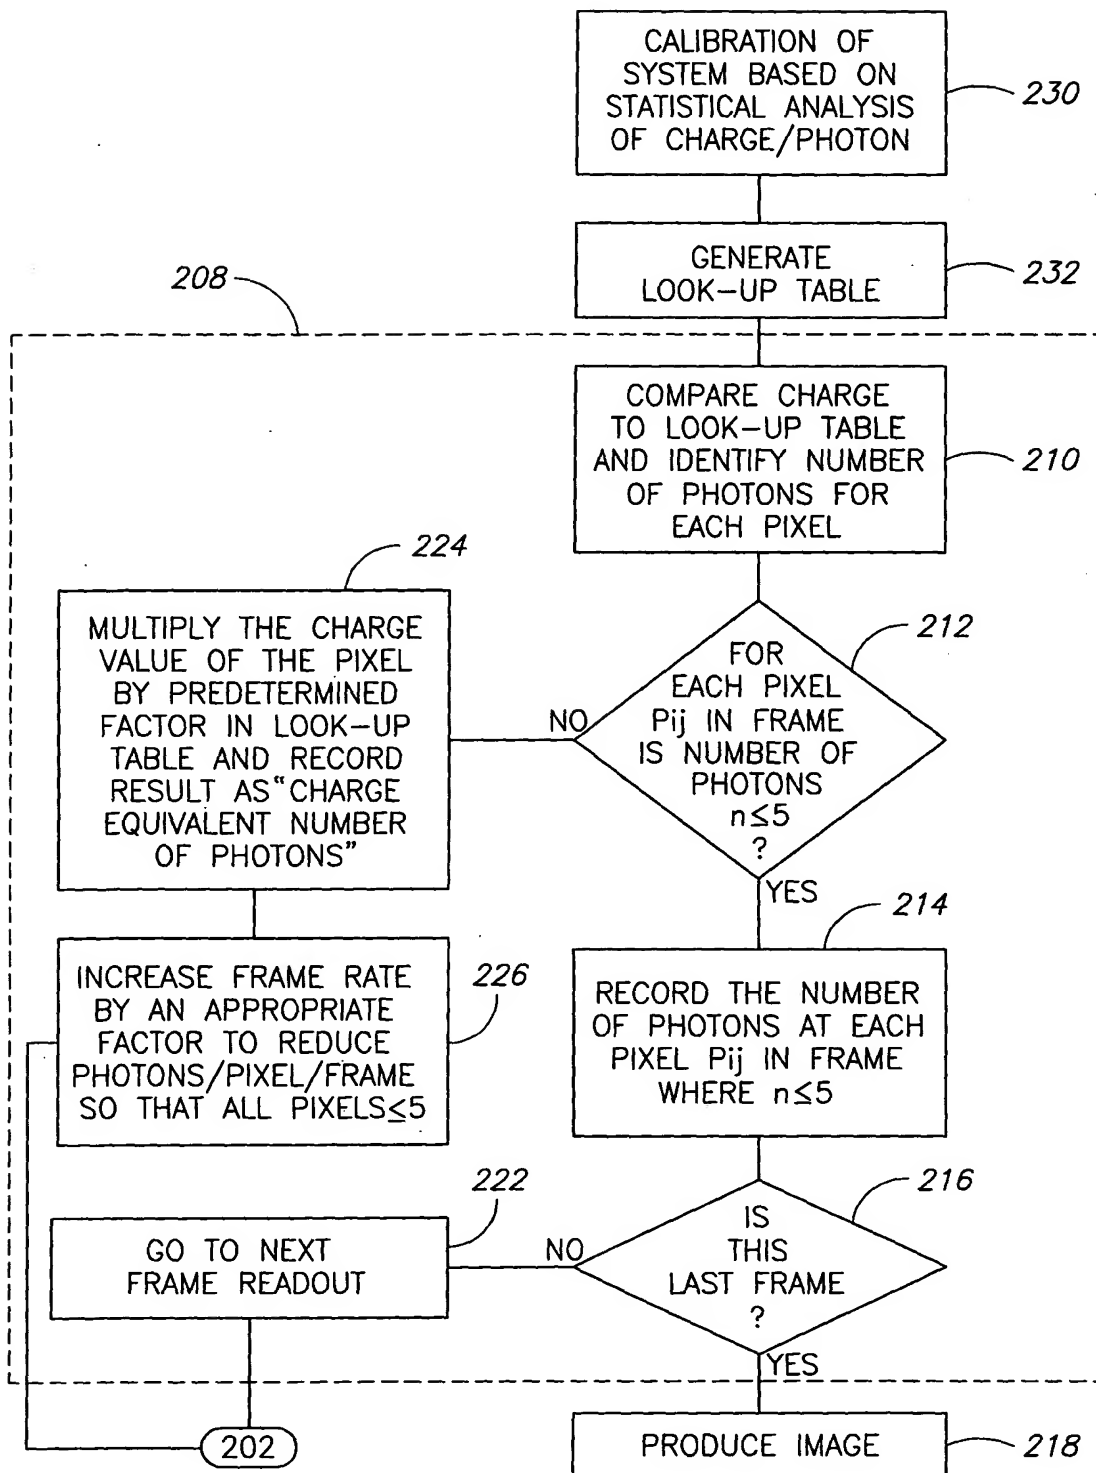 CALIBRATION OF
SYSTEM BASED ON
STATISTICAL ANALYSIS
OF CHARGE/PHOTON
230
GENERATE
LOOK-UP TABLE
232
208
COMPARE CHARGE
TO LOOK-UP TABLE
AND IDENTIFY NUMBER
OF PHOTONS FOR
EACH PIXEL
210
224
MULTIPLY THE CHARGE
VALUE OF THE PIXEL
BY PREDETERMINED
FACTOR IN LOOK-UP
TABLE AND RECORD
RESULT AS“CHARGE
EQUIVALENT NUMBER
OF PHOTONS”
NO
FOR
EACH PIXEL
Pij IN FRAME
IS NUMBER OF
PHOTONS
n≤5
?
212
YES
214
INCREASE FRAME RATE
BY AN APPROPRIATE
FACTOR TO REDUCE
PHOTONS/PIXEL/FRAME
SO THAT ALL PIXELS≤5
226
RECORD THE NUMBER
OF PHOTONS AT EACH
PIXEL Pij IN FRAME
WHERE n≤5
222
GO TO NEXT
FRAME READOUT
NO
IS
THIS
LAST FRAME
?
216
YES
202
PRODUCE IMAGE
218